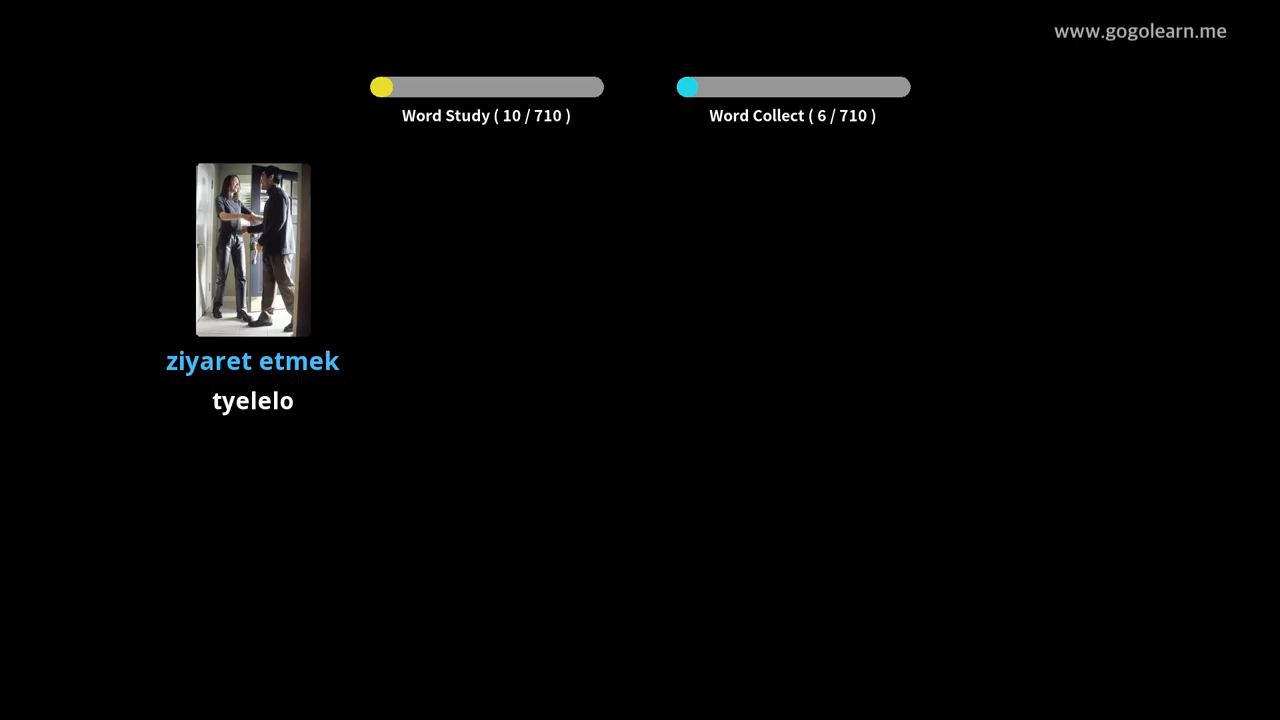 www.gogolearn.me
Word Study ( 10 / 710 )
Word Collect ( 6 / 710 )
ziyaret etmek
tyelelo